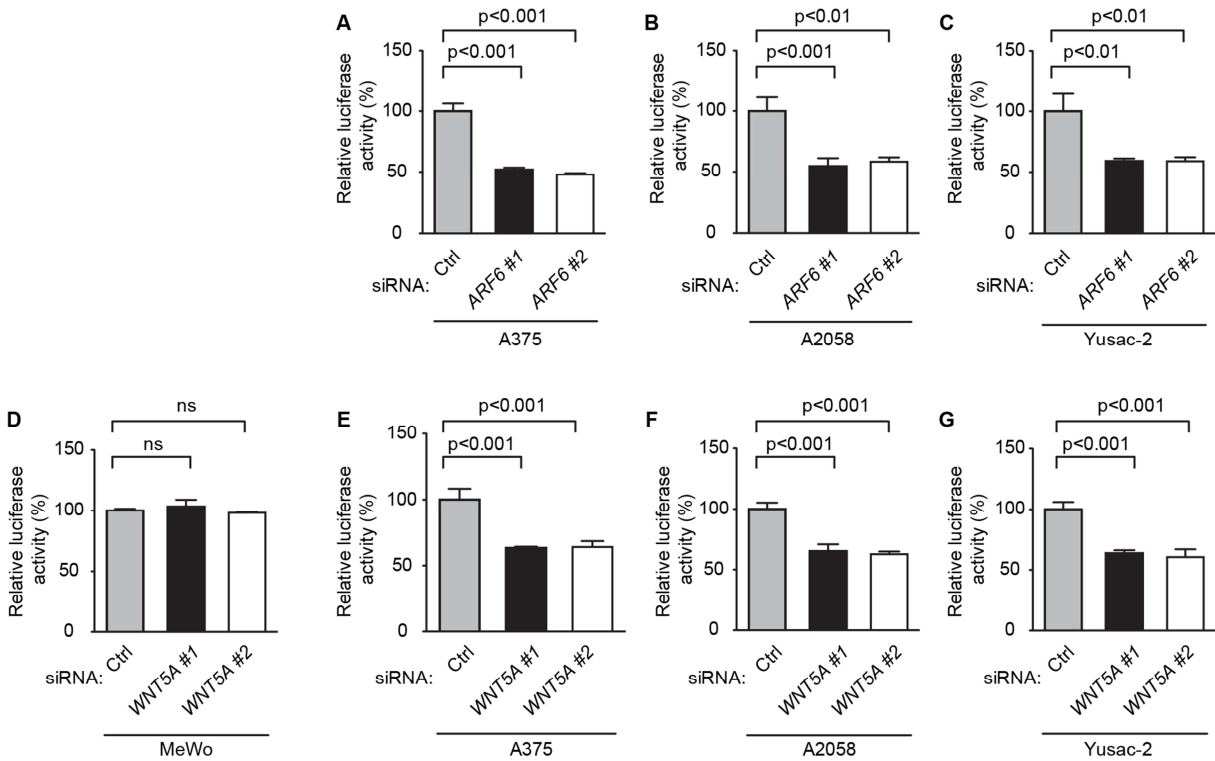 A
p<0.001
p<0.001
150
100
50
0
Relative luciferase
activity (%)
siRNA:
Ctrl
ARF6 #1
ARF6 #2
A375
B
p<0.01
p<0.001
150
100
50
0
Relative luciferase
activity (%)
siRNA:
Ctrl
ARF6 #1
ARF6 #2
A2058
C
p<0.01
p<0.01
150
100
50
0
Relative luciferase
activity (%)
siRNA:
Ctrl
ARF6 #1
ARF6 #2
Yusac-2
D
ns
ns
150
100
50
0
Relative luciferase
activity (%)
siRNA:
Ctrl
WNT5A #1
WNT5A #2
MeWo
E
p<0.001
p<0.001
150
100
50
0
Relative luciferase
activity (%)
siRNA:
Ctrl
WNT5A #1
WNT5A #2
A375
F
p<0.001
p<0.001
150
100
50
0
Relative luciferase
activity (%)
siRNA:
Ctrl
WNT5A #1
WNT5A #2
A2058
G
p<0.001
p<0.001
150
100
50
0
Relative luciferase
activity (%)
siRNA:
Ctrl
WNT5A #1
WNT5A #2
Yusac-2